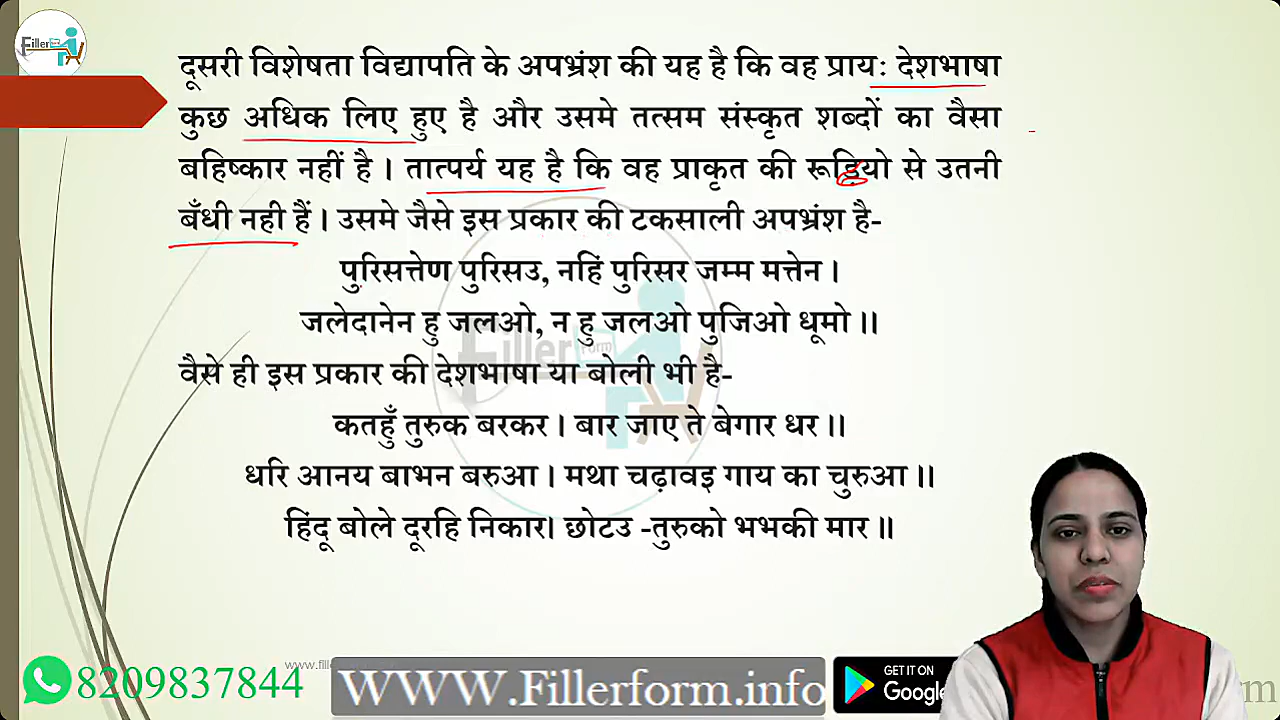 Fillerform
दूसरी विशेषता विद्यापति के अपभ्रंश की यह है कि वह प्रायः देशभाषा
कुछ अधिक लिए हुए है और उसमे तत्सम संस्कृत शब्दों का वैसा
बहिष्कार नहीं है। तात्पर्य यह है कि वह प्राकृत की रूढ़ियो से उतनी
बँधी नही हैं। उसमे जैसे इस प्रकार की टकसाली अपभ्रंश है-
पुरिसत्तेण पुरिसउ, नहिं पुरिसर जम्म मत्तेन।
जलेदानेन हु जलओ, न हु जलओ पुजिओ धूमो॥
Fillerform
वैसे ही इस प्रकार की देशभाषा या बोली भी है-
कतहुँ तुरुक बरकर। बार जाए ते बेगार धर॥
धरि आनय बाभन बरुआ। मथा चढ़ावइ गाय का चुरुआ॥
हिंदू बोले दूरहि निकार। छोटउ -तुरुको भभकी मार॥
8209837844
WWW.Fillerform.info
GET IT ON
Google